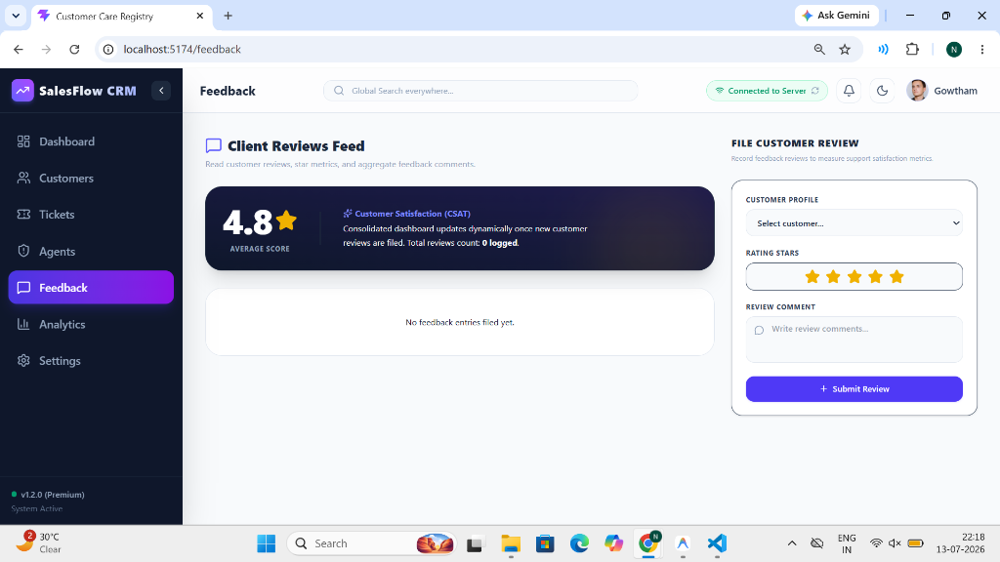 Customer Care Registry
Ask Gemini
localhost:5174/feedback
N
SalesFlow CRM
Feedback
Global Search everywhere...
Connected to Server
Gowtham
Dashboard
Customers
Tickets
Agents
Feedback
Analytics
Settings
v1.2.0 (Premium)
System Active
Client Reviews Feed
Read customer reviews, star metrics, and aggregate feedback comments.
4.8
AVERAGE SCORE
Customer Satisfaction (CSAT)
Consolidated dashboard updates dynamically once new customer
reviews are filed. Total reviews count: 0 logged.
No feedback entries filed yet.
FILE CUSTOMER REVIEW
Record feedback reviews to measure support satisfaction metrics.
CUSTOMER PROFILE
Select customer...
RATING STARS
REVIEW COMMENT
Write review comments...
+ Submit Review
2
30°C
Clear
Search
N
ENG
IN
22:18
13-07-2026